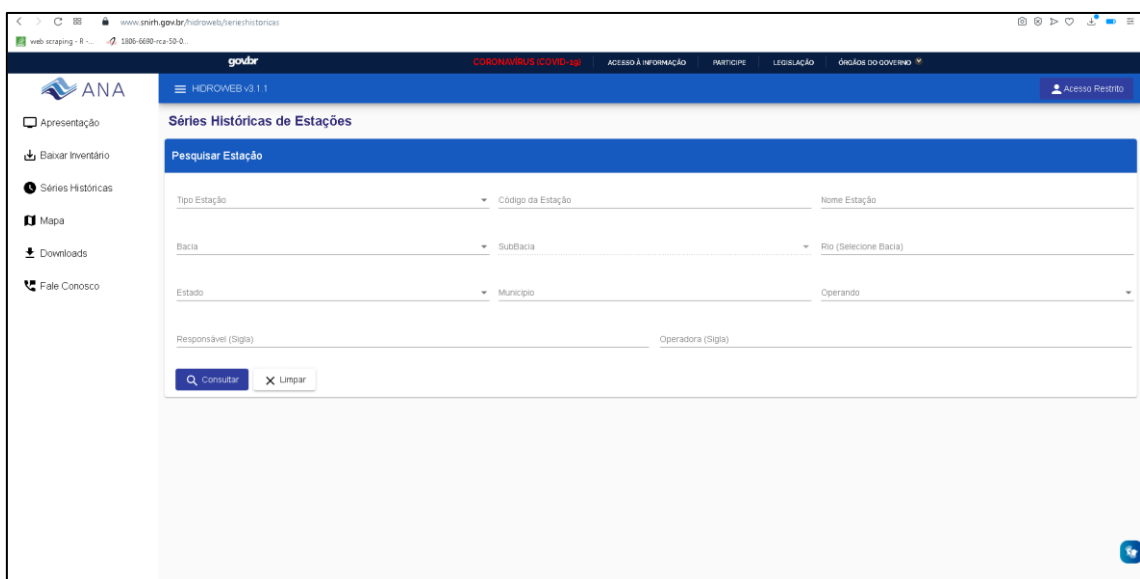 www.snirh.gov.br/hidroweb/serieshistoricas
web scraping - R -... 1806-6690-rca-50-0...
gov.br CORONAVÍRUS (COVID-19) ACESSO À INFORMAÇÃO PARTICIPE LEGISLAÇÃO ÓRGÃOS DO GOVERNO
ANA HIDROWEB v3.1.1 Acesso Restrito
Apresentação
Baixar Inventário
Séries Históricas
Mapa
Downloads
Fale Conosco
Séries Históricas de Estações
Pesquisar Estação
Tipo Estação Código da Estação Nome Estação
Bacia SubBacia Rio (Selecione Bacia)
Estado Município Operando
Responsável (Sigla) Operadora (Sigla)
Consultar Limpar